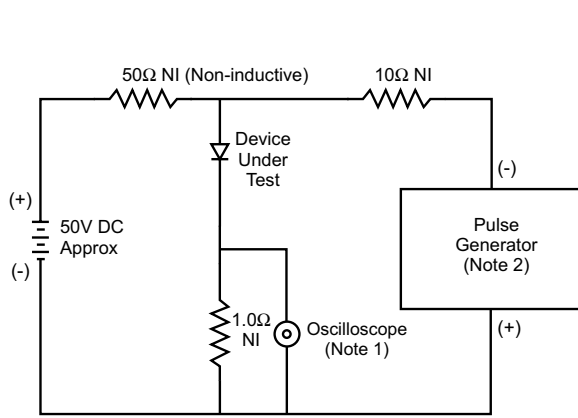 50Ω NI (Non-inductive)
10Ω NI
Device
Under
Test
(+)
50V DC
Approx
(-)
(-)
Pulse
Generator
(Note 2)
(+)
1.0Ω
NI
Oscilloscope
(Note 1)